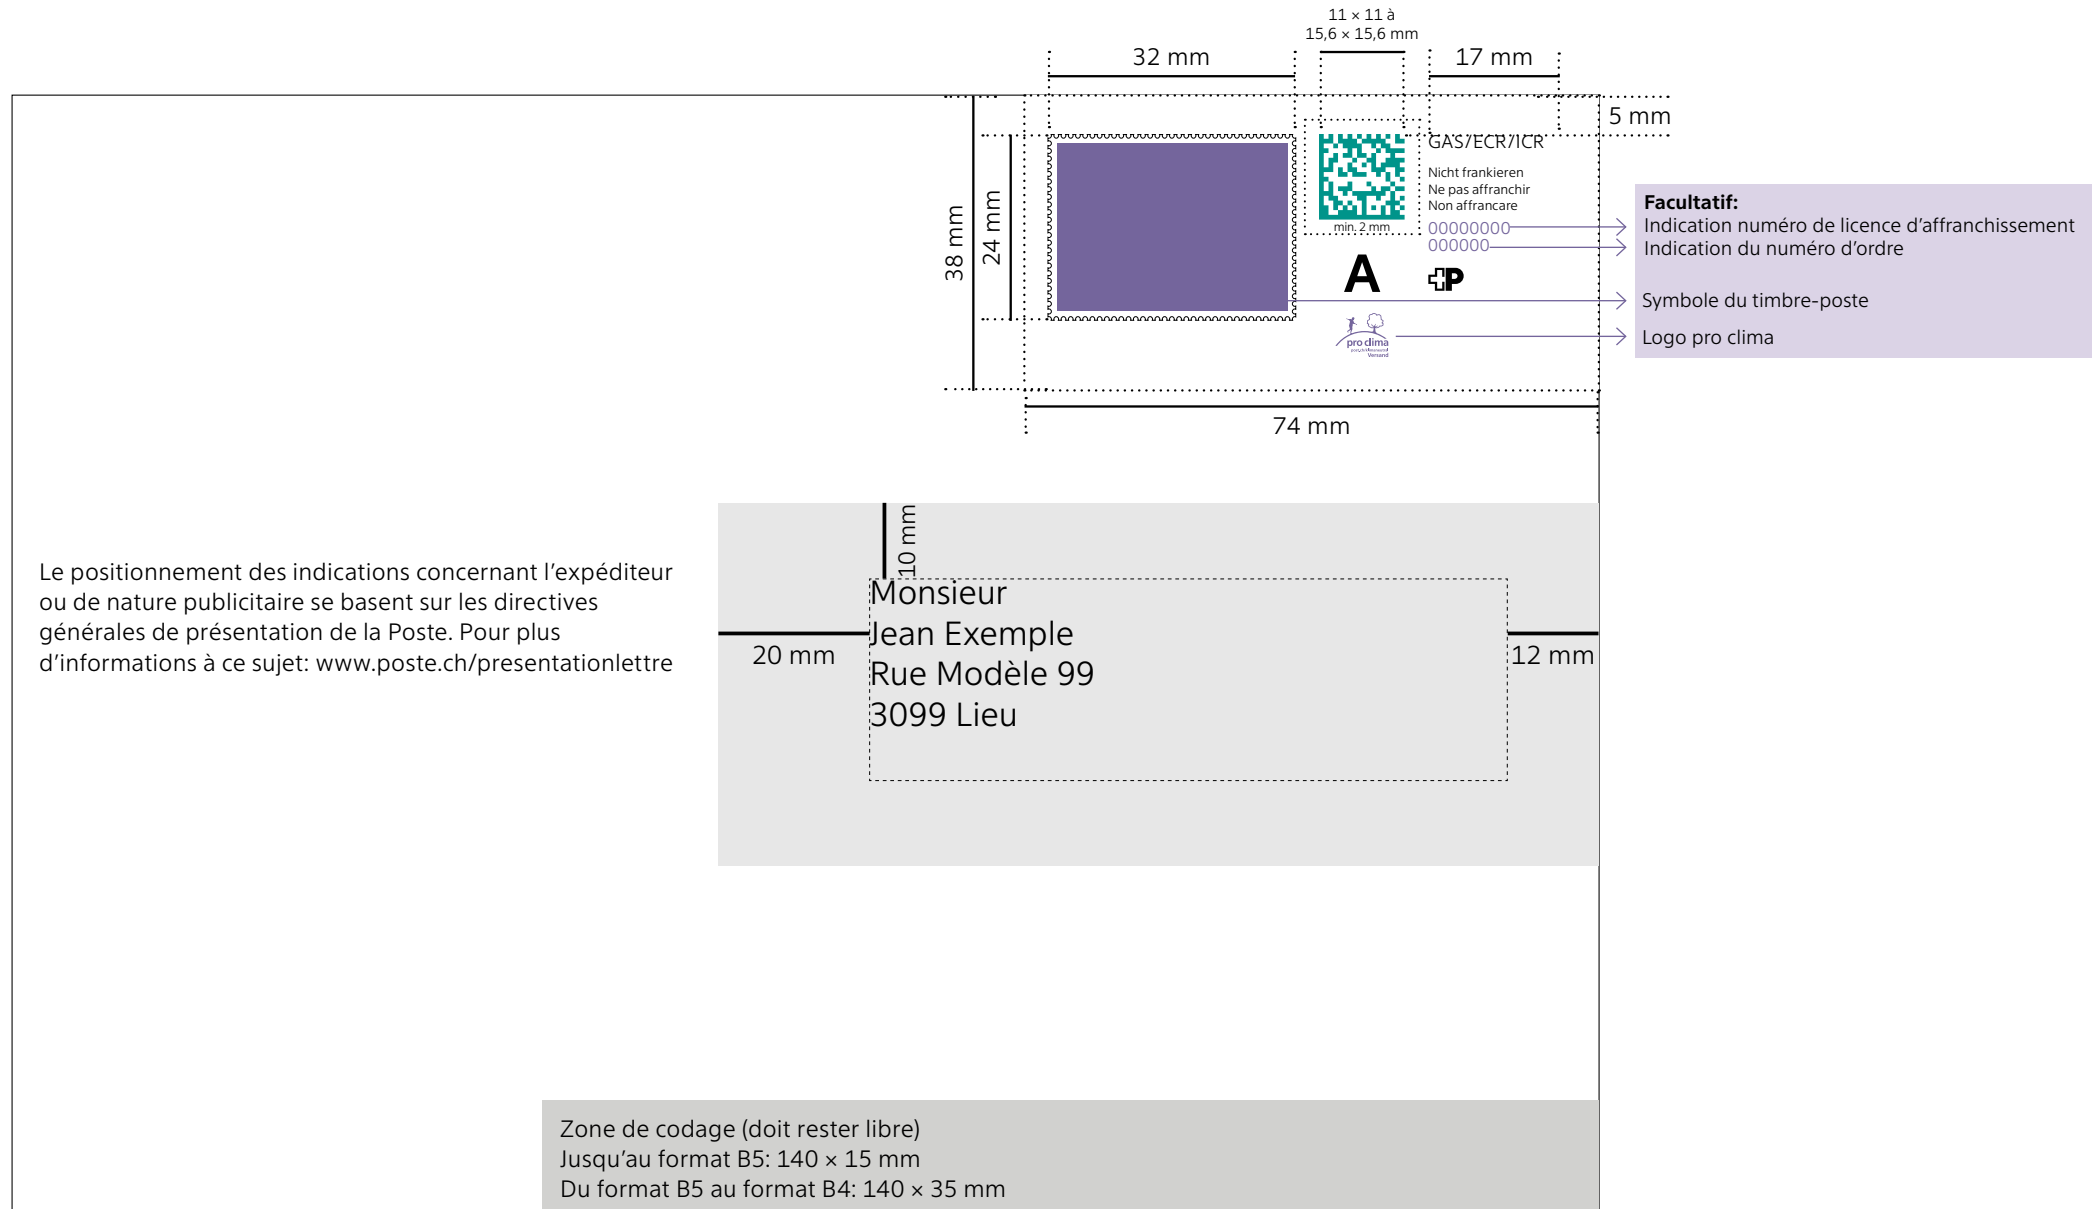 11 × 11 à
15,6 × 15,6 mm
32 mm
17 mm
5 mm
38 mm
24 mm
GAS/ECR/ICR
Nicht frankieren
Ne pas affranchir
Non affrancare
min. 2 mm
00000000
000000
A
P
pro clima
Versand
74 mm
Facultatif:
Indication numéro de licence d'affranchissement
Indication du numéro d'ordre
Symbole du timbre-poste
Logo pro clima
Le positionnement des indications concernant l'expéditeur
ou de nature publicitaire se basent sur les directives
générales de présentation de la Poste. Pour plus
d'informations à ce sujet: www.poste.ch/presentationlettre
10 mm
20 mm
12 mm
Monsieur
Jean Exemple
Rue Modèle 99
3099 Lieu
Zone de codage (doit rester libre)
Jusqu'au format B5: 140 × 15 mm
Du format B5 au format B4: 140 × 35 mm